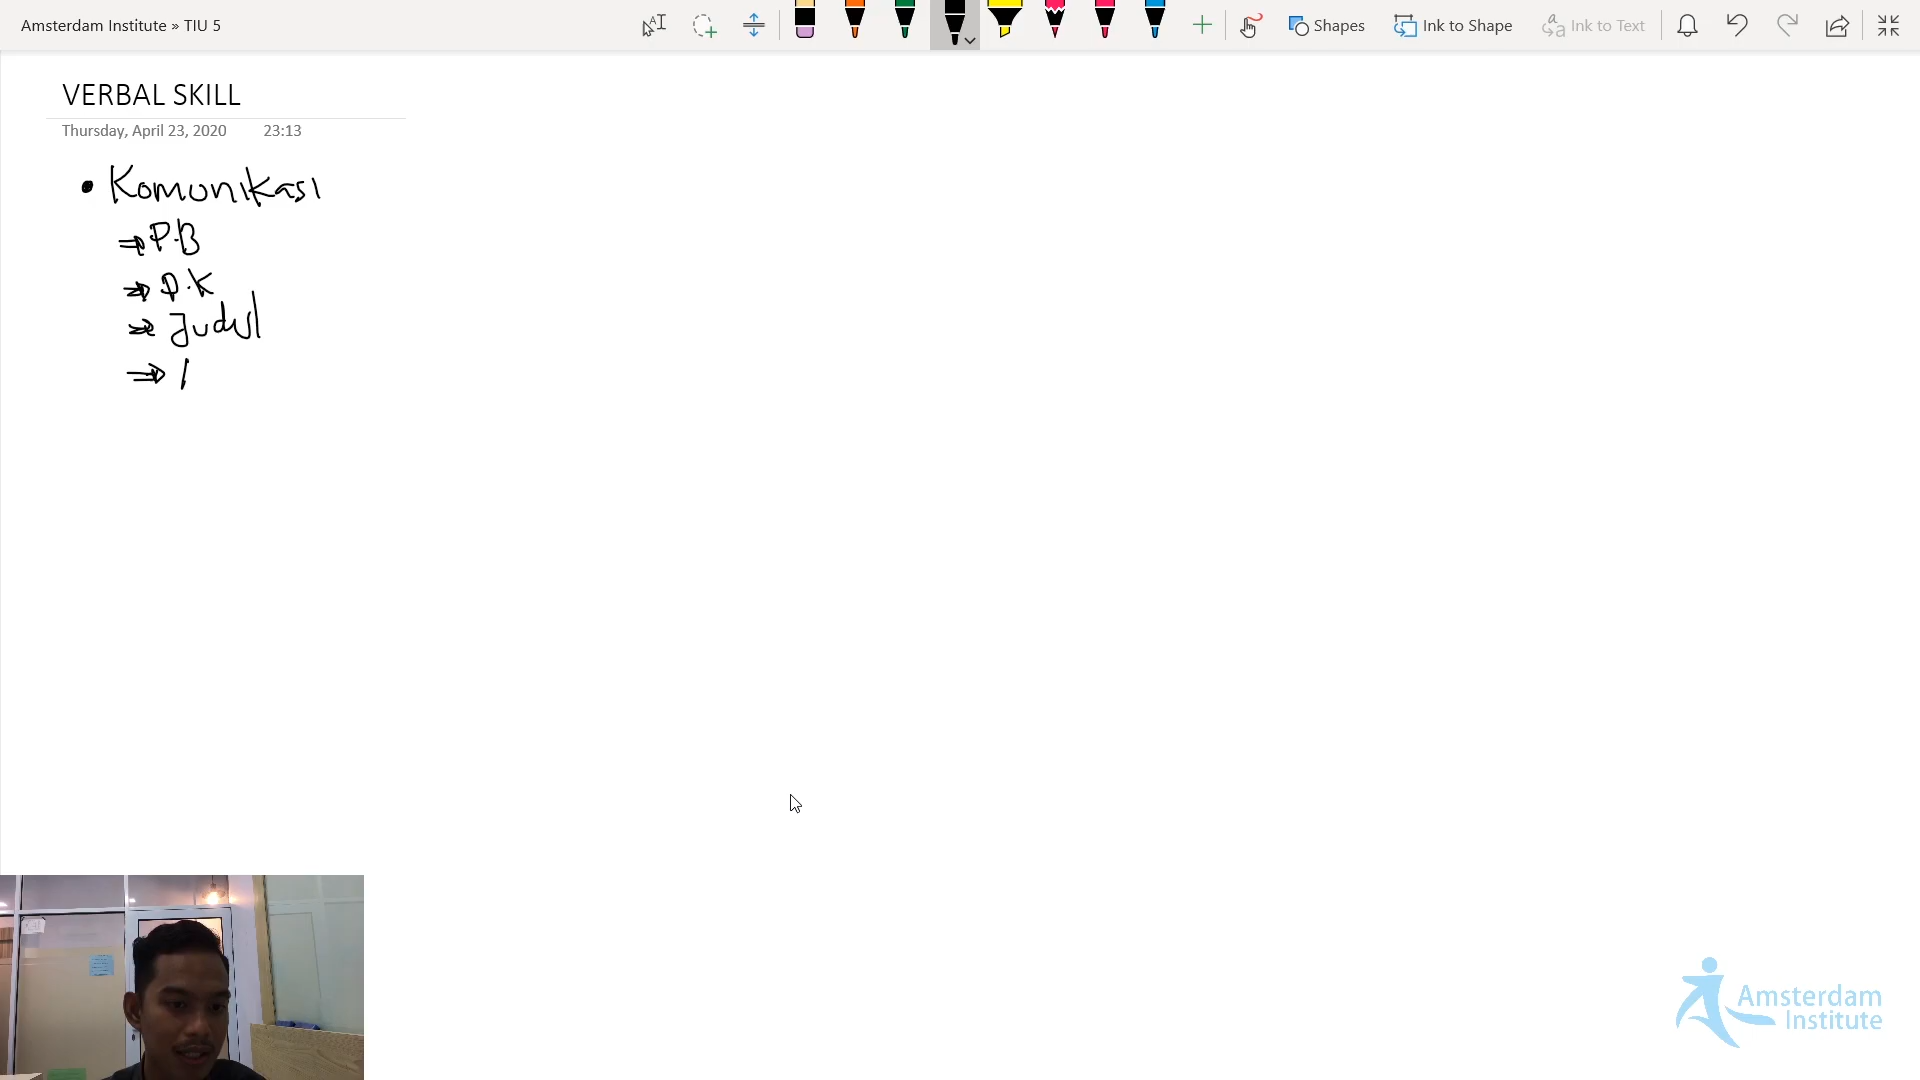 Amsterdam Institute » TIU 5
Shapes
Ink to Shape
Ink to Text
VERBAL SKILL
Thursday, April 23, 2020 23:13
• Komunikasi
⇒ P.B
⇒ P.K
⇒ Judul
⇒ I
Amsterdam
Institute